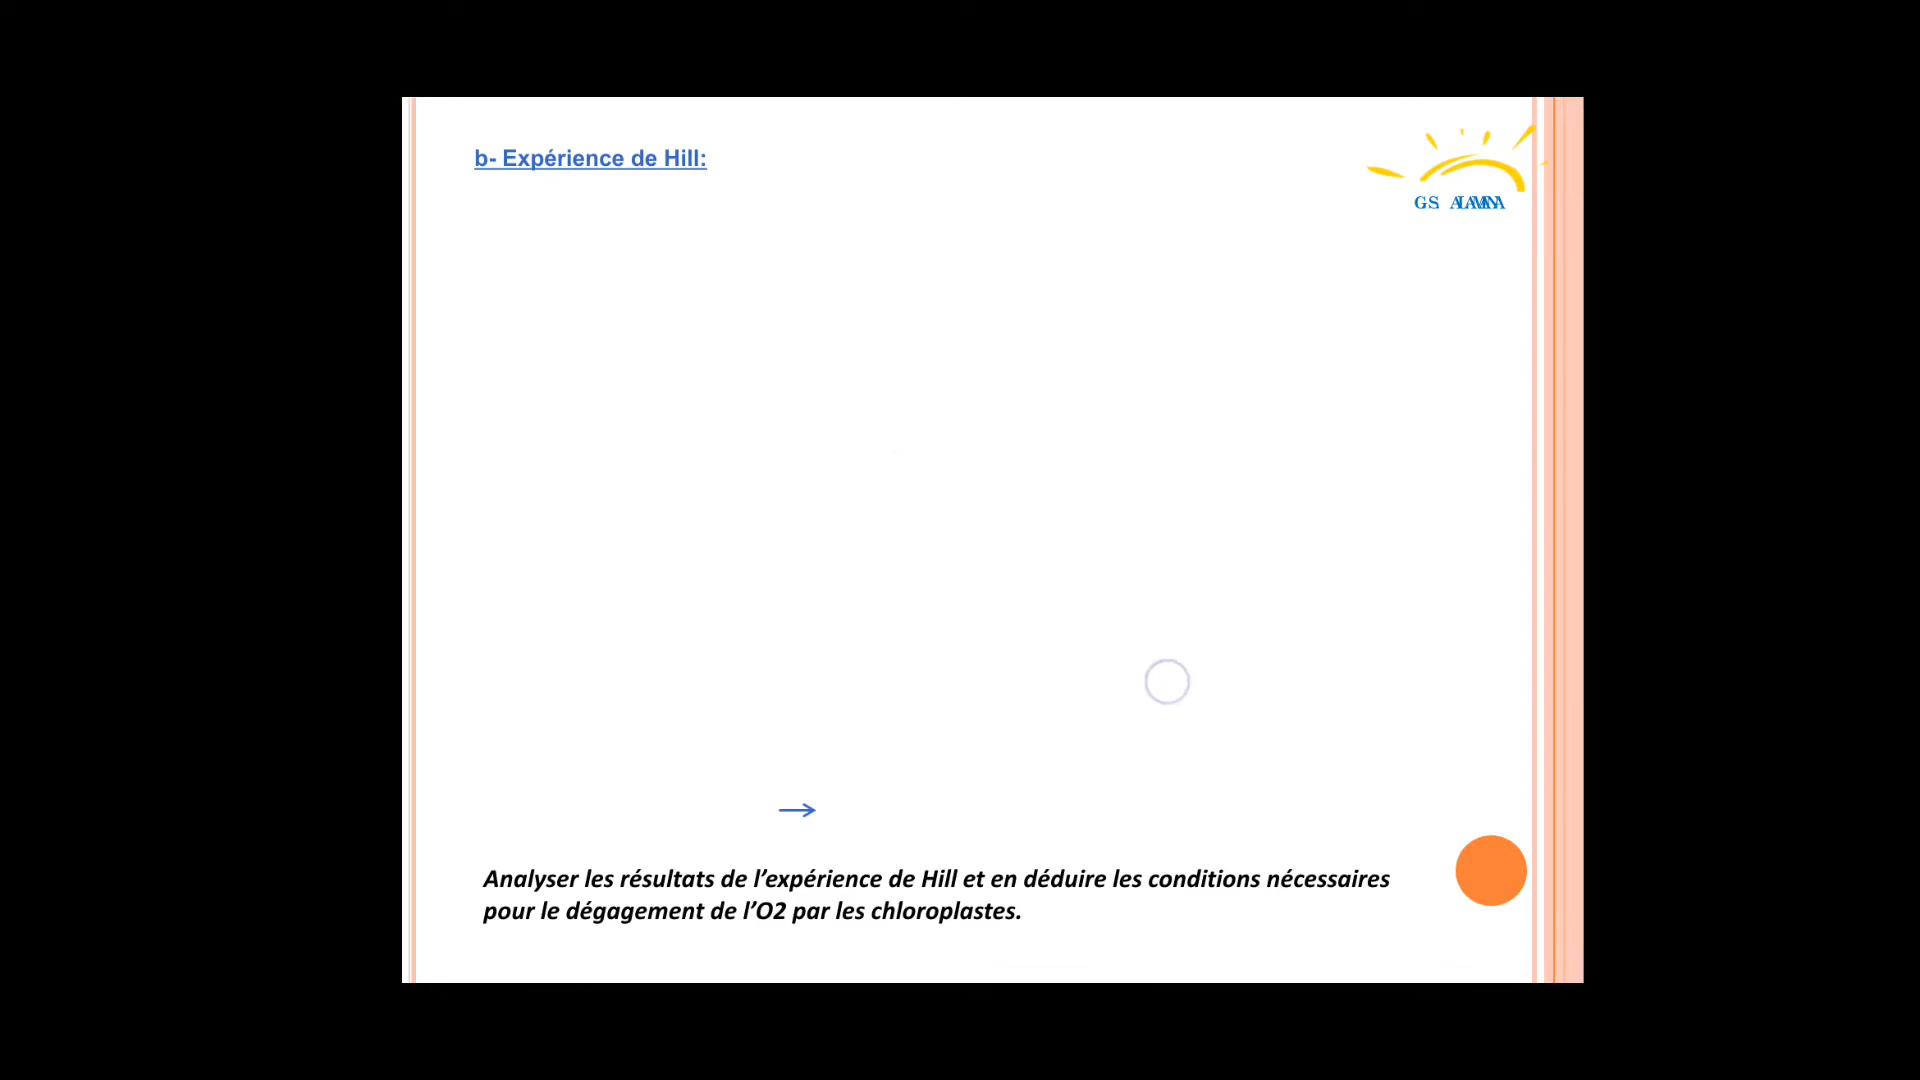 b- Expérience de Hill:
GS. ALAMANA
Analyser les résultats de l’expérience de Hill et en déduire les conditions nécessaires
pour le dégagement de l’O2 par les chloroplastes.